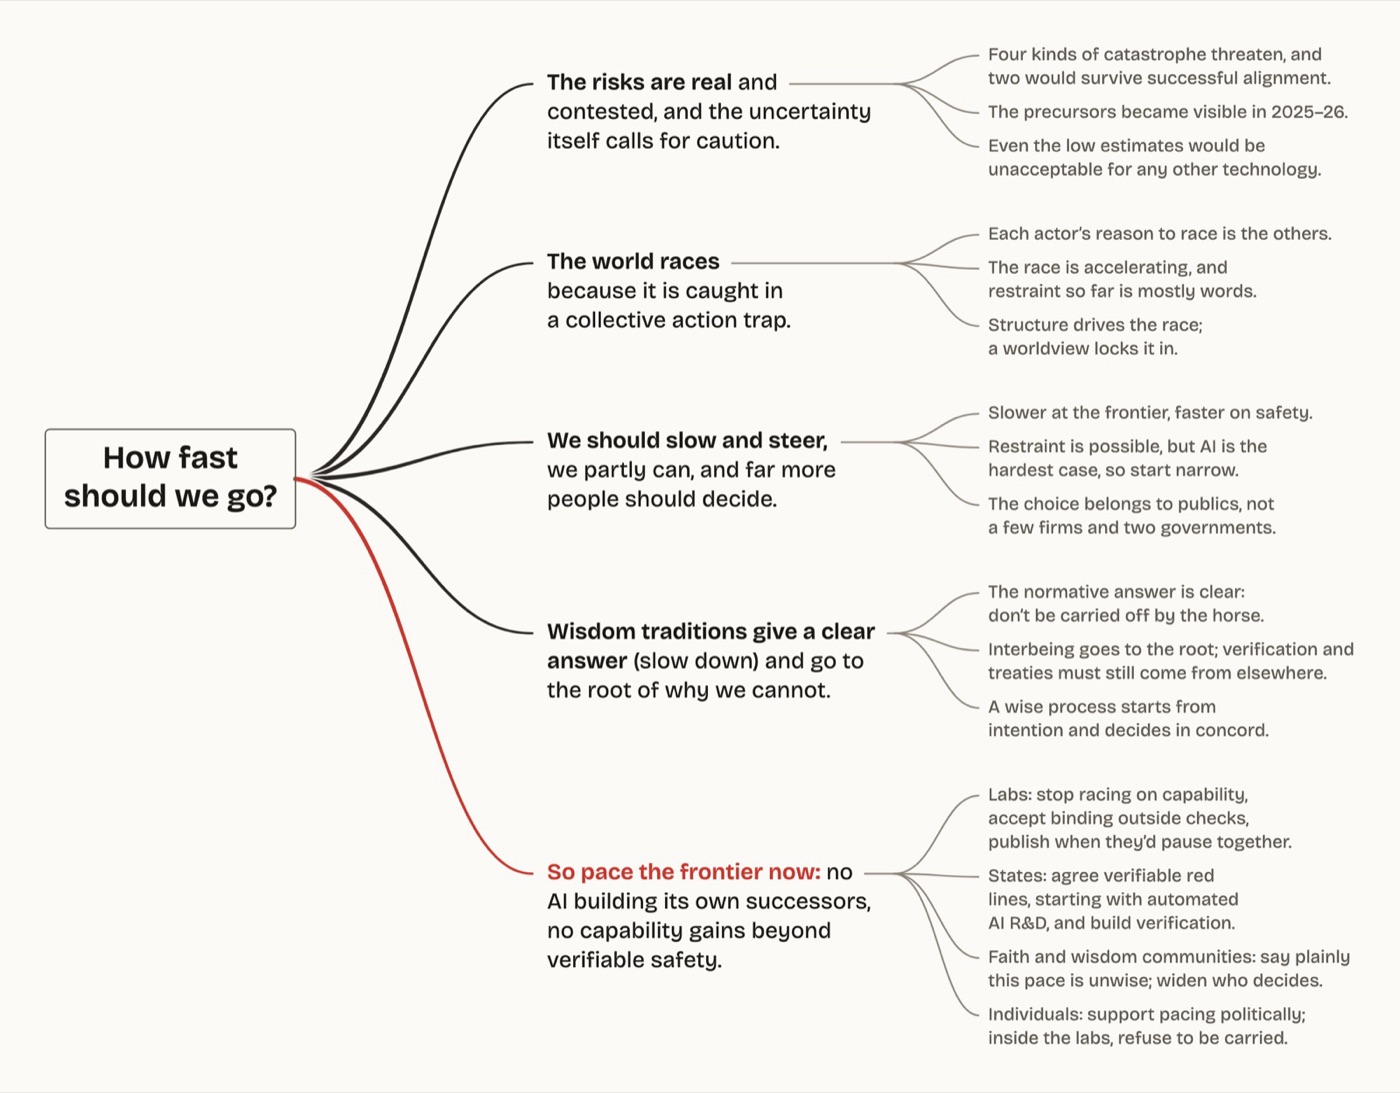 How fast
should we go?
The risks are real and
contested, and the uncertainty
itself calls for caution.
Four kinds of catastrophe threaten, and
two would survive successful alignment.
The precursors became visible in 2025–26.
Even the low estimates would be
unacceptable for any other technology.
The world races
because it is caught in
a collective action trap.
Each actor's reason to race is the others.
The race is accelerating, and
restraint so far is mostly words.
Structure drives the race;
a worldview locks it in.
We should slow and steer,
we partly can, and far more
people should decide.
Slower at the frontier, faster on safety.
Restraint is possible, but AI is the
hardest case, so start narrow.
The choice belongs to publics, not
a few firms and two governments.
Wisdom traditions give a clear
answer (slow down) and go to
the root of why we cannot.
The normative answer is clear:
don't be carried off by the horse.
Interbeing goes to the root; verification and
treaties must still come from elsewhere.
A wise process starts from
intention and decides in concord.
So pace the frontier now: no
AI building its own successors,
no capability gains beyond
verifiable safety.
Labs: stop racing on capability,
accept binding outside checks,
publish when they'd pause together.
States: agree verifiable red
lines, starting with automated
AI R&D, and build verification.
Faith and wisdom communities: say plainly
this pace is unwise; widen who decides.
Individuals: support pacing politically;
inside the labs, refuse to be carried.